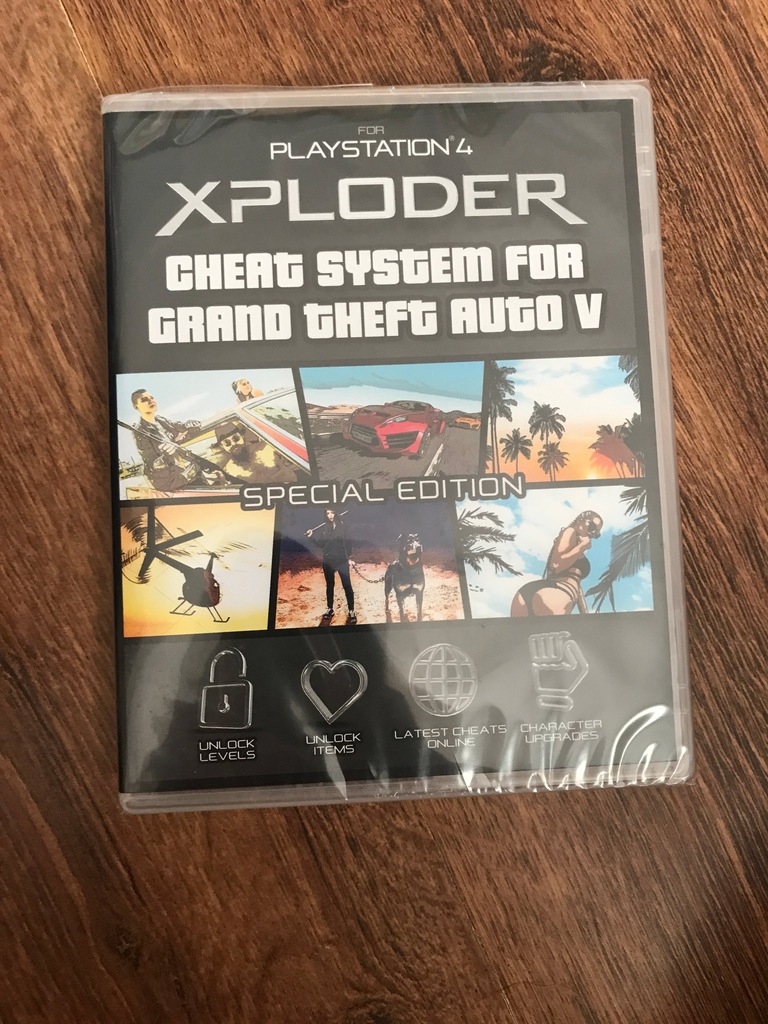 FOR
PLAYSTATION®4
XPLODER
CHEAT SYSTEM FOR
GRAND THEFT AUTO V
SPECIAL EDITION
UNLOCK
LEVELS
UNLOCK
ITEMS
LATEST CHEATS
ONLINE
CHARACTER
UPGRADES